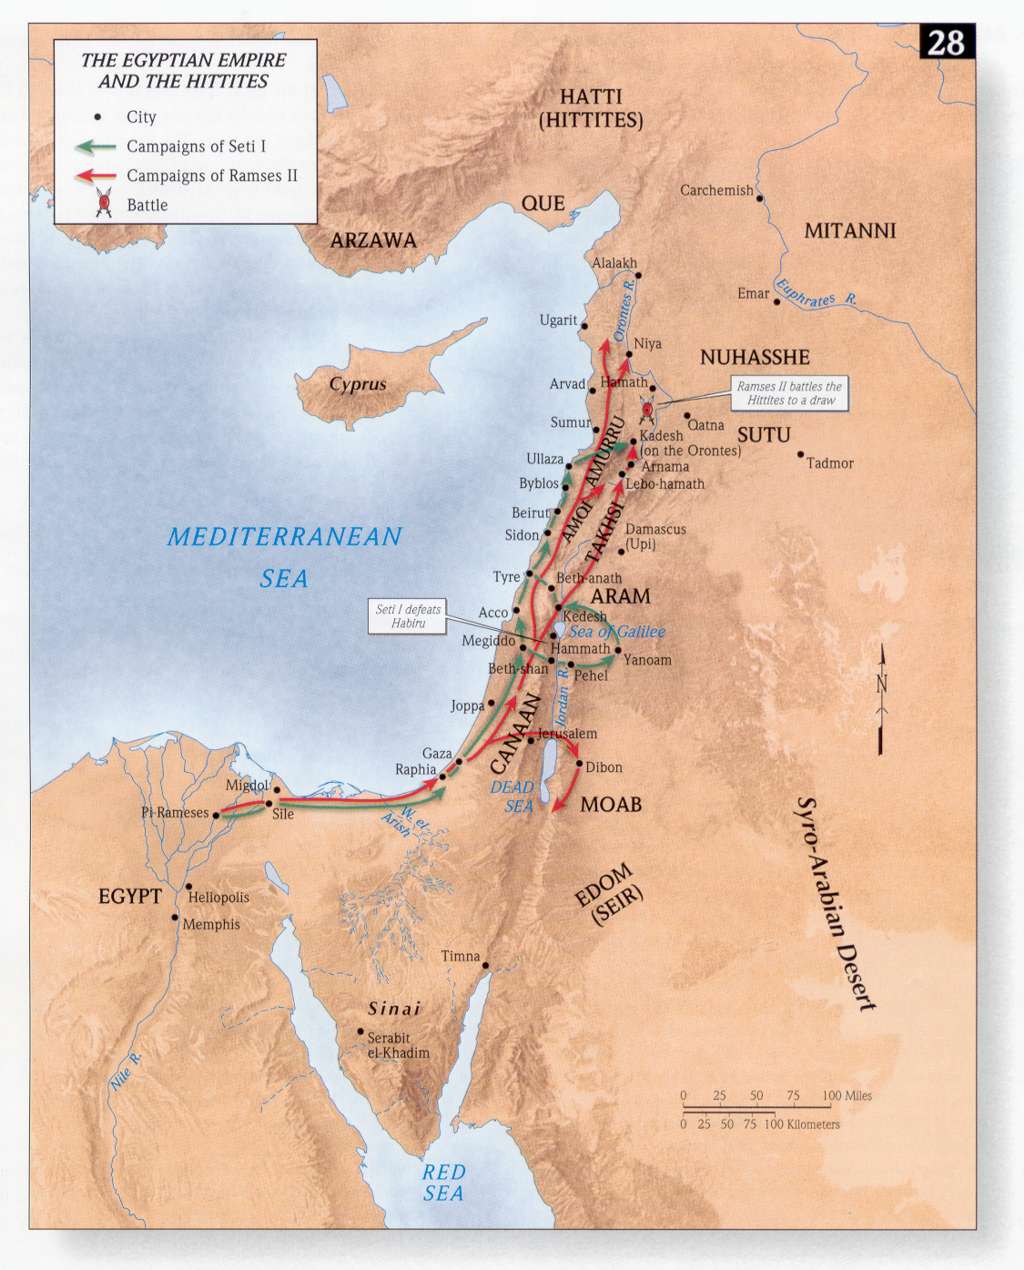 28
THE EGYPTIAN EMPIRE
AND THE HITTITES
City
Campaigns of Seti I
Campaigns of Ramses II
Battle
HATTI
(HITTITES)
Carchemish
QUE
MITANNI
ARZAWA
Alalakh
Euphrates R.
Emar
Orontes R.
Ugarit
Niya
NUHASSHE
Cyprus
Arvad
Hamath
Ramses II battles the
Hittites to a draw
Qatna
Sumur
SUTU
Kadesh
(on the Orontes)
AMURRU
Ullaza
Arnama
Tadmor
Byblos
Lebo-hamath
Beirut
AMQI
Sidon
TAKHSI
Damascus
(Upi)
MEDITERRANEAN
SEA
Tyre
Beth-anath
ARAM
Seti I defeats
Habiru
Acco
Kedesh
Sea of Galilee
Megiddo
Hammath
Yanoam
Beth-shan
Pehel
Jordan R.
Joppa
CANAAN
N
Jerusalem
Gaza
Raphia
Dibon
Migdol
DEAD
SEA
MOAB
Pi-Rameses
Sile
W. el-
Arish
Syro-Arabian Desert
EGYPT
Heliopolis
EDOM
(SEIR)
Memphis
Timna
Sinai
Serabit
el-Khadim
Nile R.
0 25 50 75 100 Miles
0 25 50 75 100 Kilometers
RED
SEA